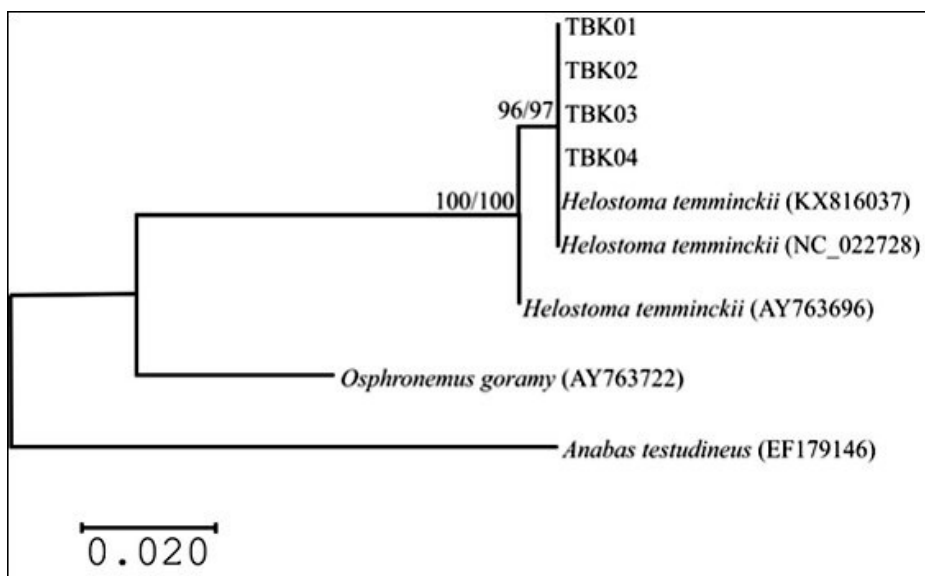 TBK01
TBK02
96/97
TBK03
TBK04
100/100
Helostoma temminckii (KX816037)
Helostoma temminckii (NC_022728)
Helostoma temminckii (AY763696)
Osphronemus goramy (AY763722)
Anabas testudineus (EF179146)
0.020